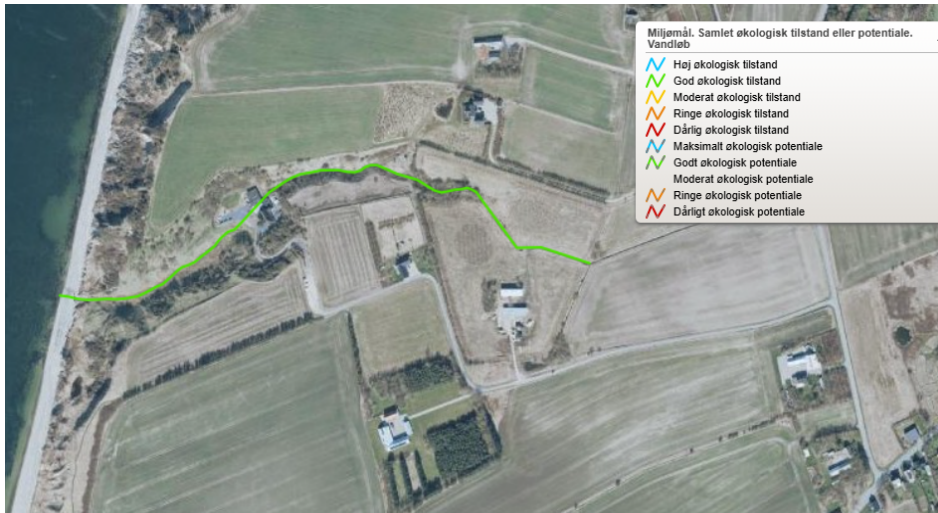 Miljømål. Samlet økologisk tilstand eller potentiale.
Vandløb
Høj økologisk tilstand
God økologisk tilstand
Moderat økologisk tilstand
Ringe økologisk tilstand
Dårlig økologisk tilstand
Maksimalt økologisk potentiale
Godt økologisk potentiale
Moderat økologisk potentiale
Ringe økologisk potentiale
Dårligt økologisk potentiale